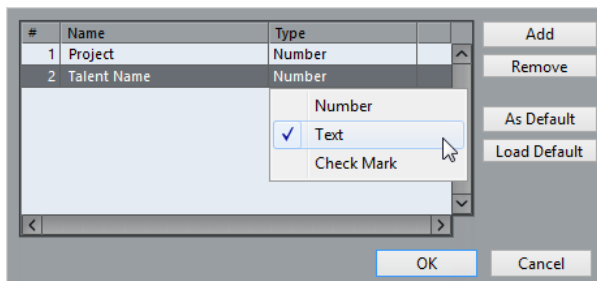 # Name Type
1 Project Number
2 Talent Name Number
Number
✓ Text
Check Mark
Add
Remove
As Default
Load Default
OK Cancel